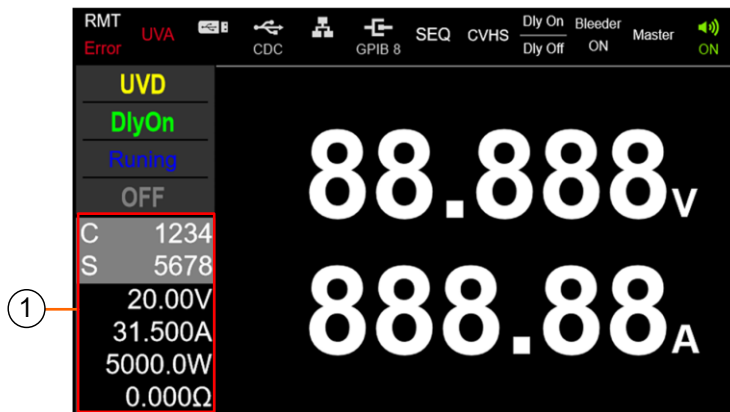 RMT UVA SEQ CVHS Dly On Bleeder Master
Error CDC GPIB 8 Dly Off ON ON
UVD
DlyOn
Runing
OFF
88.888V
C 1234
S 5678
20.00V
31.500A
5000.0W
0.000Ω
888.88A
1